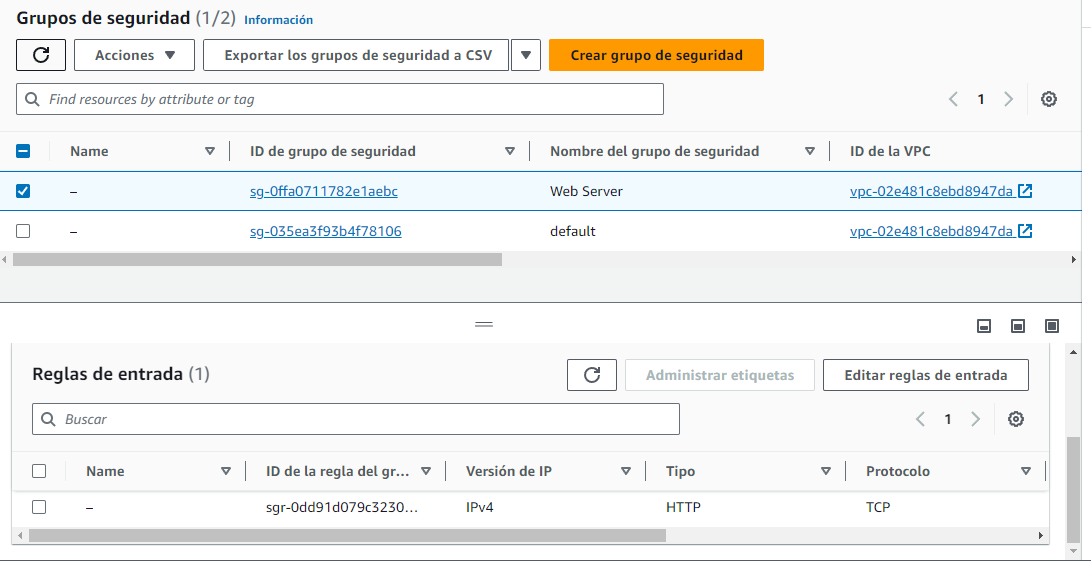 Grupos de seguridad (1/2) Información
Acciones Exportar los grupos de seguridad a CSV Crear grupo de seguridad
Find resources by attribute or tag 1
Name ID de grupo de seguridad Nombre del grupo de seguridad ID de la VPC
– sg-0ffa0711782e1aebc Web Server vpc-02e481c8ebd8947da
– sg-035ea3f93b4f78106 default vpc-02e481c8ebd8947da
Reglas de entrada (1) Administrar etiquetas Editar reglas de entrada
Buscar 1
Name ID de la regla del gr... Versión de IP Tipo Protocolo
– sgr-0dd91d079c3230... IPv4 HTTP TCP